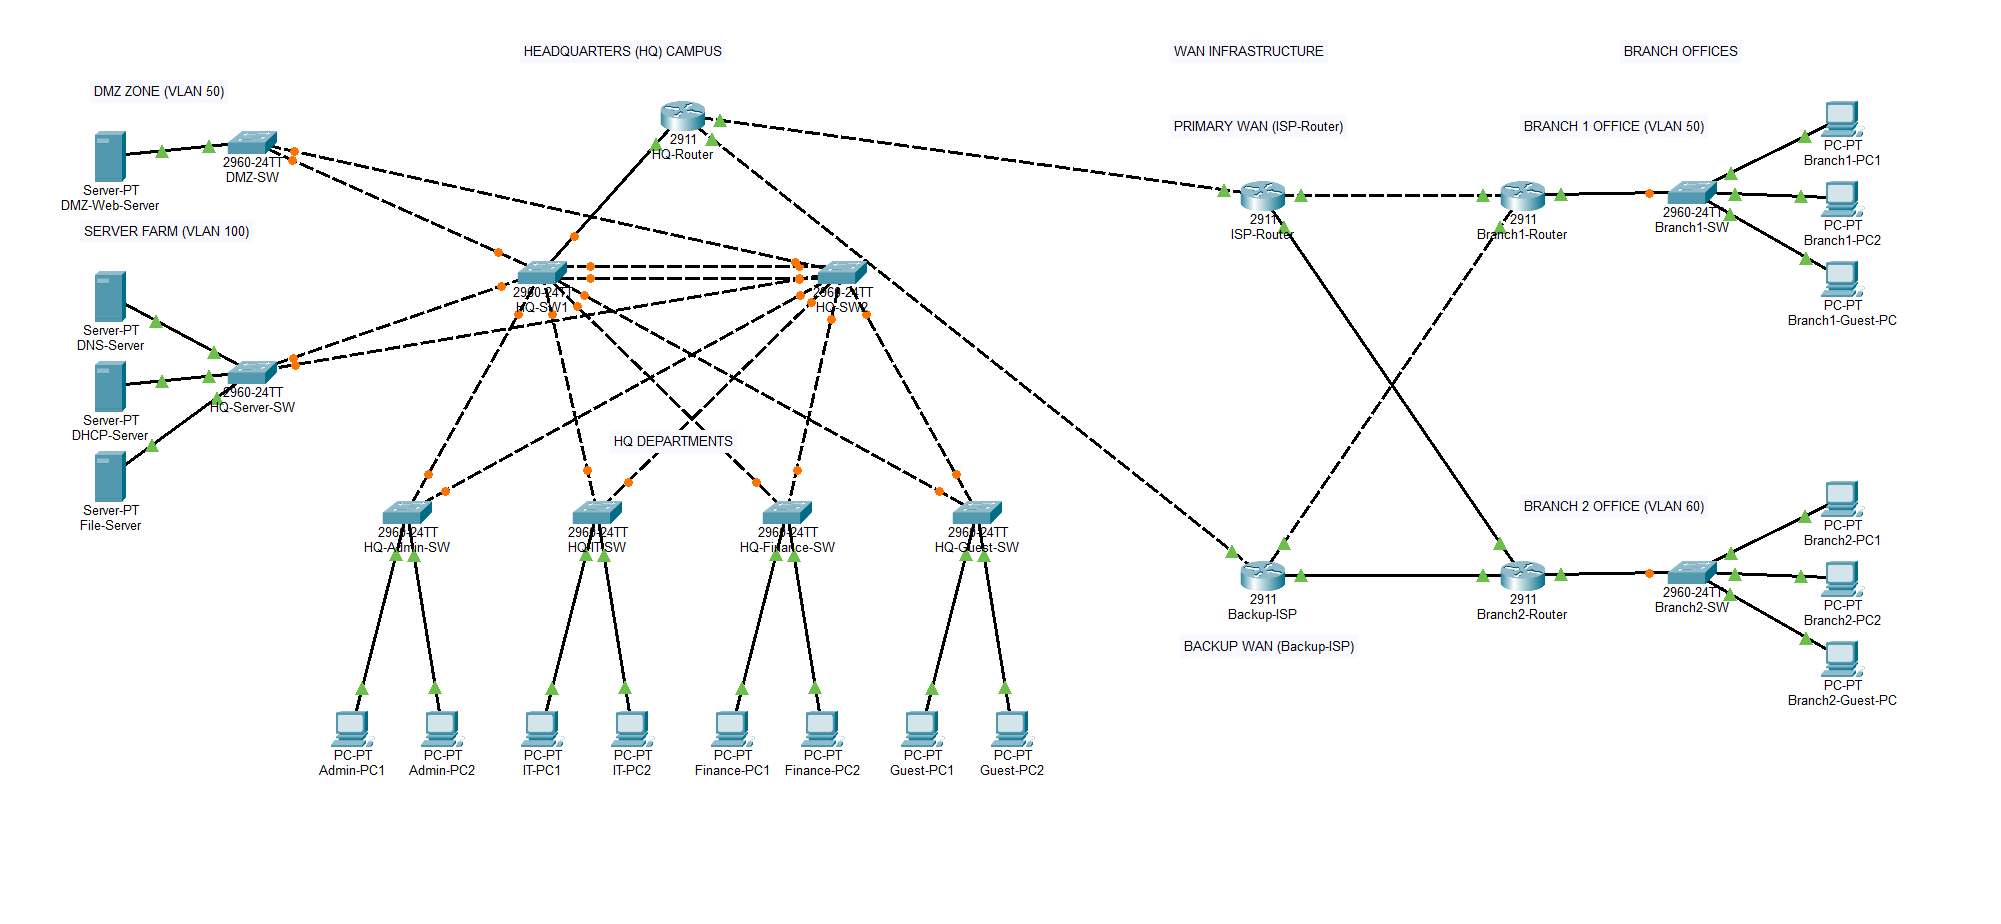 HEADQUARTERS (HQ) CAMPUS
WAN INFRASTRUCTURE
BRANCH OFFICES
DMZ ZONE (VLAN 50)
2960-24TT
DMZ-SW
Server-PT
DMZ-Web-Server
SERVER FARM (VLAN 100)
Server-PT
DNS-Server
2960-24TT
HQ-Server-SW
Server-PT
DHCP-Server
Server-PT
File-Server
2911
HQ-Router
2960-24TT
HQ-SW1
2960-24TT
HQ-SW2
HQ DEPARTMENTS
2960-24TT
HQ-Admin-SW
2960-24TT
HQ-IT-SW
2960-24TT
HQ-Finance-SW
2960-24TT
HQ-Guest-SW
PC-PT
Admin-PC1
PC-PT
Admin-PC2
PC-PT
IT-PC1
PC-PT
IT-PC2
PC-PT
Finance-PC1
PC-PT
Finance-PC2
PC-PT
Guest-PC1
PC-PT
Guest-PC2
PRIMARY WAN (ISP-Router)
2911
ISP-Router
2911
Backup-ISP
BACKUP WAN (Backup-ISP)
BRANCH 1 OFFICE (VLAN 50)
2911
Branch1-Router
2960-24TT
Branch1-SW
PC-PT
Branch1-PC1
PC-PT
Branch1-PC2
PC-PT
Branch1-Guest-PC
BRANCH 2 OFFICE (VLAN 60)
2911
Branch2-Router
2960-24TT
Branch2-SW
PC-PT
Branch2-PC1
PC-PT
Branch2-PC2
PC-PT
Branch2-Guest-PC